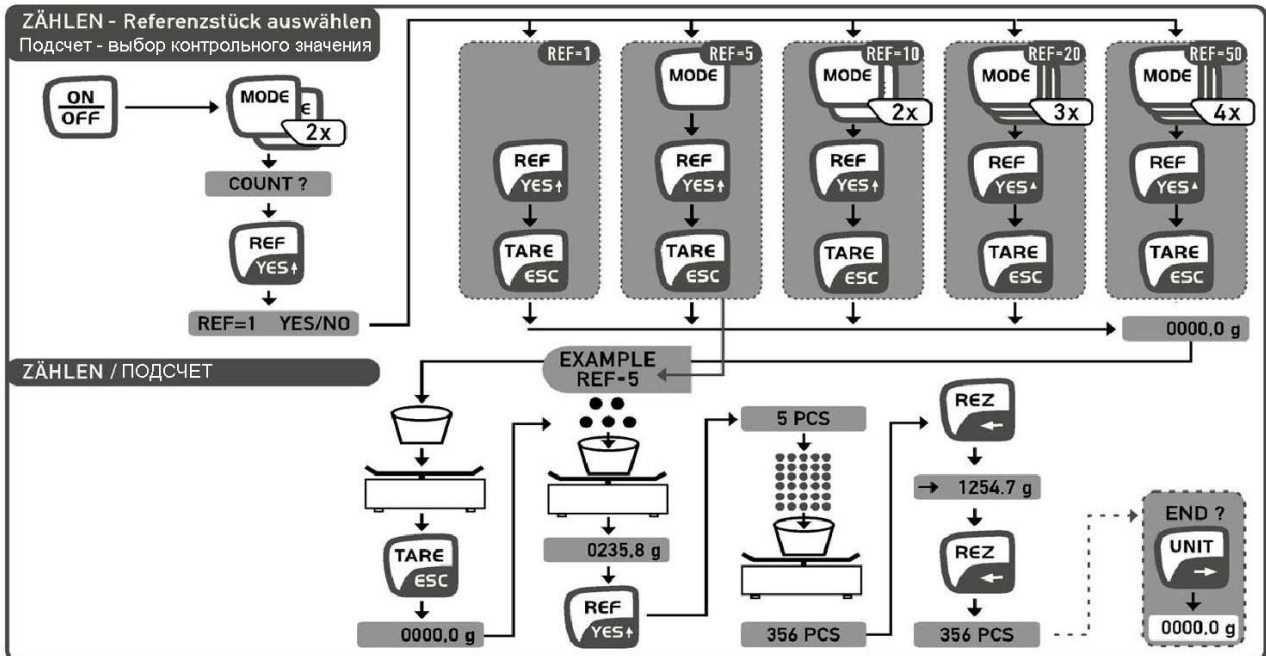 ZÄHLEN - Referenzstück auswählen
Подсчет - выбор контрольного значения
ON
OFF
MODE
E
2x
COUNT ?
REF
YES↑
REF=1 YES/NO
REF=1
REF
YES↑
TARE
ESC
REF=5
MODE
REF
YES↑
TARE
ESC
REF=10
MODE
2x
REF
YES↑
TARE
ESC
REF=20
MODE
3x
REF
YES▲
TARE
ESC
REF=50
MODE
4x
REF
YES▲
TARE
ESC
0000,0 g
ZÄHLEN / ПОДСЧЕТ
EXAMPLE
REF=5
TARE
ESC
0000,0 g
0235,8 g
REF
YES↑
5 PCS
356 PCS
REZ
←
→ 1254.7 g
REZ
←
356 PCS
END ?
UNIT
→
0000.0 g